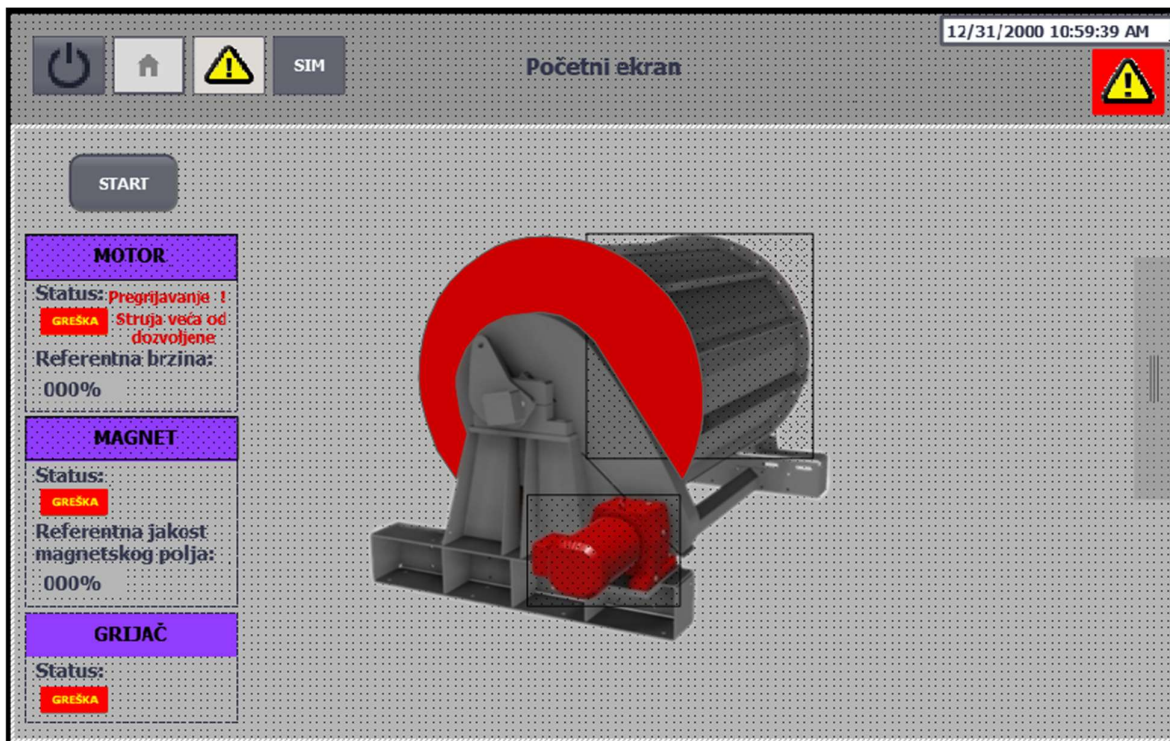 12/31/2000 10:59:39 AM
SIM
Početni ekran
START
MOTOR
Status: Pregrijavanje !
GREŠKA Struja veća od
dozvoljene
Referentna brzina:
000%
MAGNET
Status:
GREŠKA
Referentna jakost
magnetskog polja:
000%
GRIJAČ
Status:
GREŠKA